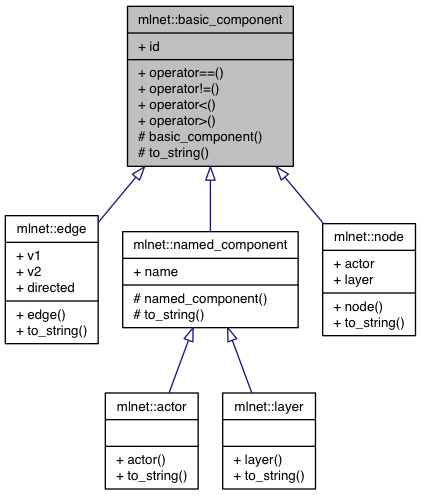 mlnet::basic_component
+ id
+ operator==()
+ operator!=()
+ operator<()
+ operator>()
# basic_component()
# to_string()
mlnet::edge
+ v1
+ v2
+ directed
+ edge()
+ to_string()
mlnet::named_component
+ name
# named_component()
# to_string()
mlnet::node
+ actor
+ layer
+ node()
+ to_string()
mlnet::actor
+ actor()
+ to_string()
mlnet::layer
+ layer()
+ to_string()